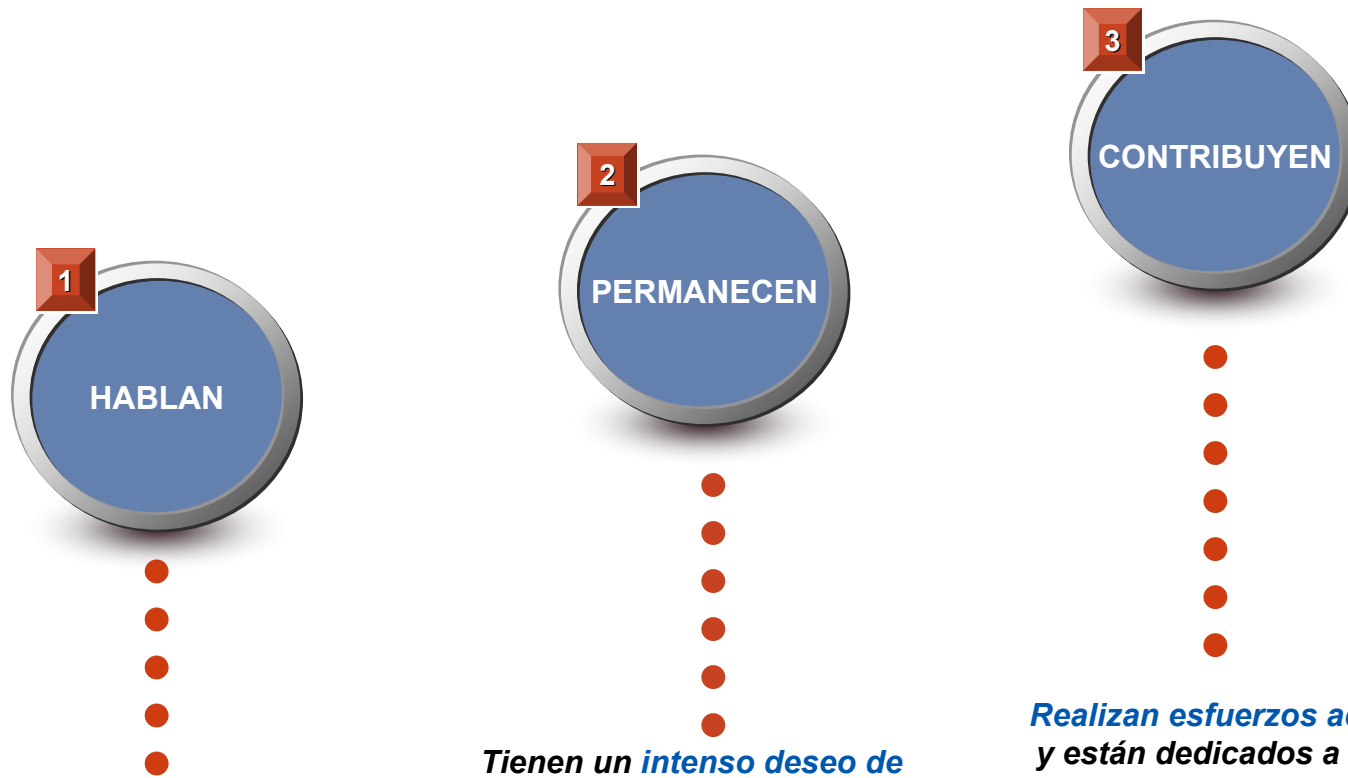 1
HABLAN
2
PERMANECEN
Tienen un intenso deseo de
3
CONTRIBUYEN
Realizan esfuerzos
y están dedicados a